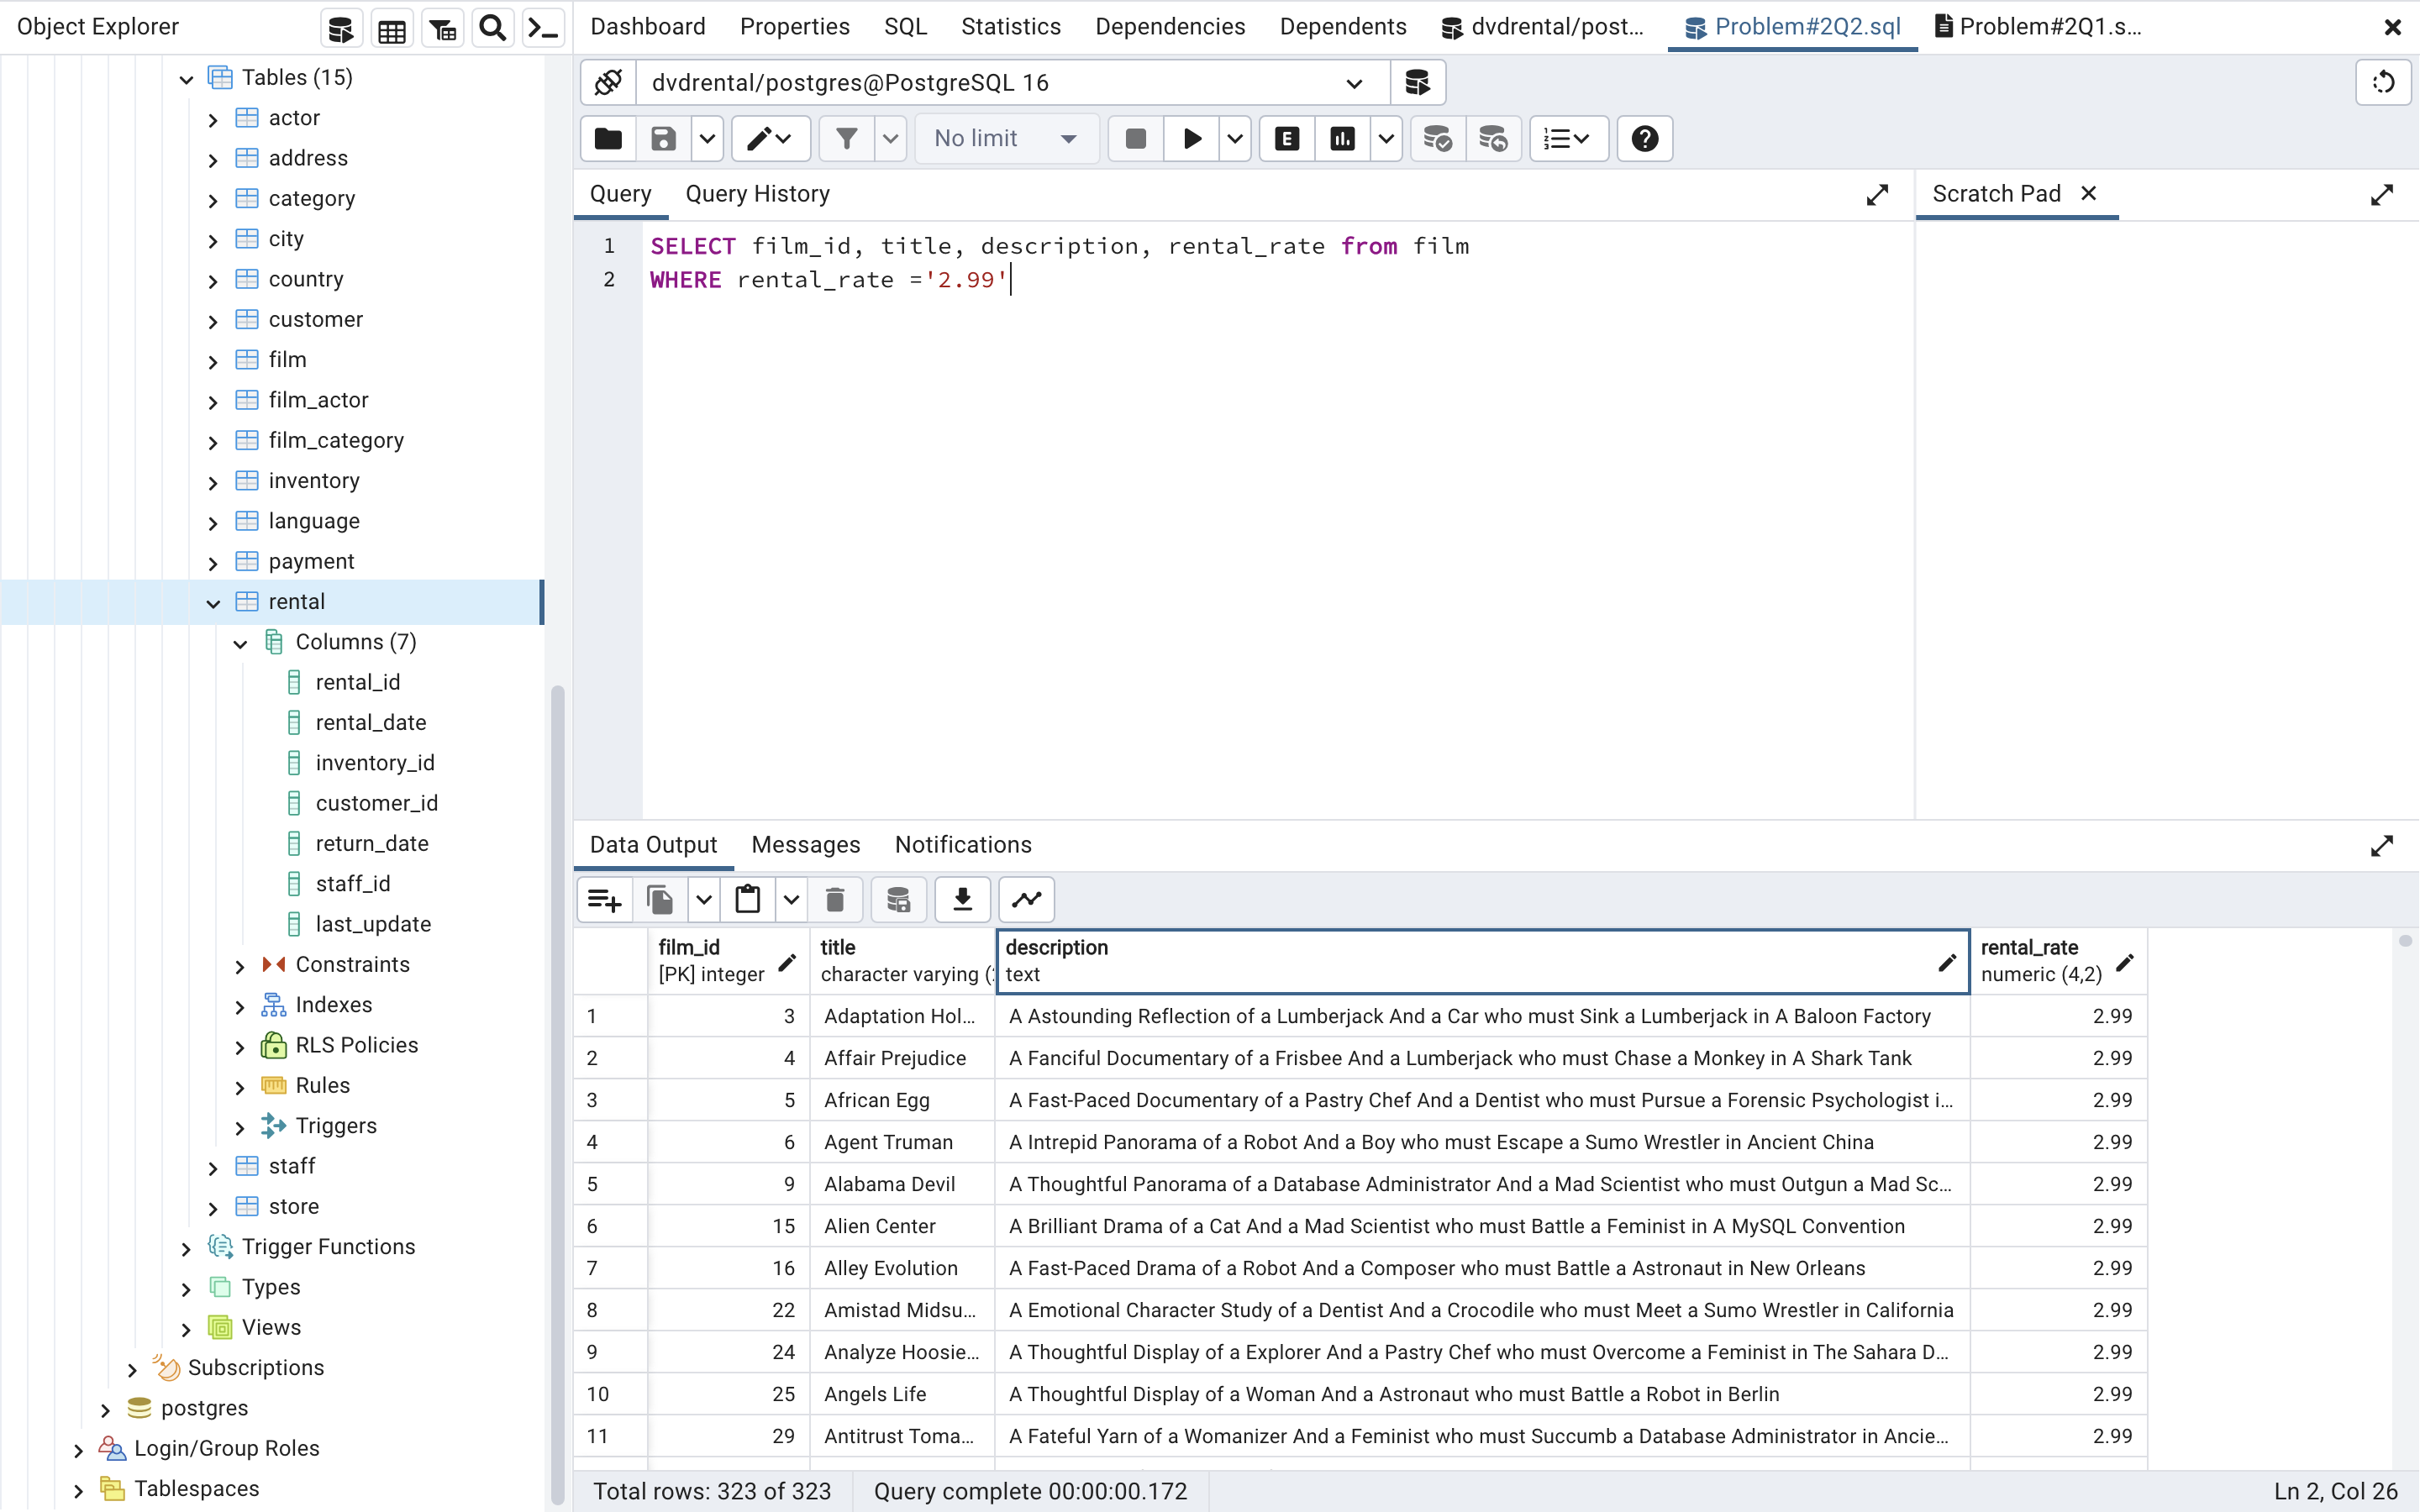 Object Explorer
Dashboard Properties SQL Statistics Dependencies Dependents dvdrental/post... Problem#2Q2.sql Problem#2Q1.s...
dvdrental/postgres@PostgreSQL 16
No limit E
Query Query History Scratch Pad
1 SELECT film_id, title, description, rental_rate from film
2 WHERE rental_rate ='2.99'
Tables (15)
actor
address
category
city
country
customer
film
film_actor
film_category
inventory
language
payment
rental
Columns (7)
rental_id
rental_date
inventory_id
customer_id
return_date
staff_id
last_update
Constraints
Indexes
RLS Policies
Rules
Triggers
staff
store
Trigger Functions
Types
Views
Subscriptions
postgres
Login/Group Roles
Tablespaces
Data Output Messages Notifications
film_id title description rental_rate
[PK] integer character varying ( text numeric (4,2)
1 3 Adaptation Hol... A Astounding Reflection of a Lumberjack And a Car who must Sink a Lumberjack in A Baloon Factory 2.99
2 4 Affair Prejudice A Fanciful Documentary of a Frisbee And a Lumberjack who must Chase a Monkey in A Shark Tank 2.99
3 5 African Egg A Fast-Paced Documentary of a Pastry Chef And a Dentist who must Pursue a Forensic Psychologist i... 2.99
4 6 Agent Truman A Intrepid Panorama of a Robot And a Boy who must Escape a Sumo Wrestler in Ancient China 2.99
5 9 Alabama Devil A Thoughtful Panorama of a Database Administrator And a Mad Scientist who must Outgun a Mad Sc... 2.99
6 15 Alien Center A Brilliant Drama of a Cat And a Mad Scientist who must Battle a Feminist in A MySQL Convention 2.99
7 16 Alley Evolution A Fast-Paced Drama of a Robot And a Composer who must Battle a Astronaut in New Orleans 2.99
8 22 Amistad Midsu... A Emotional Character Study of a Dentist And a Crocodile who must Meet a Sumo Wrestler in California 2.99
9 24 Analyze Hoosie... A Thoughtful Display of a Explorer And a Pastry Chef who must Overcome a Feminist in The Sahara D... 2.99
10 25 Angels Life A Thoughtful Display of a Woman And a Astronaut who must Battle a Robot in Berlin 2.99
11 29 Antitrust Toma... A Fateful Yarn of a Womanizer And a Feminist who must Succumb a Database Administrator in Ancie... 2.99
Total rows: 323 of 323 Query complete 00:00:00.172 Ln 2, Col 26